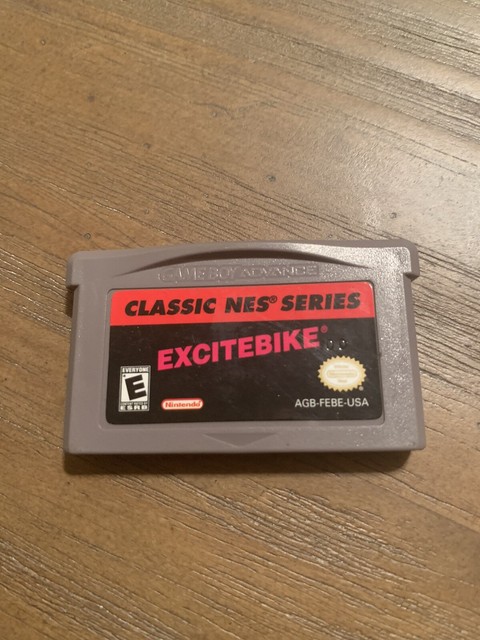 GAME BOY ADVANCE
CLASSIC NES® SERIES
EXCITEBIKE®
EVERYONE
E
ESRB
Nintendo®
AGB-FEBE-USA